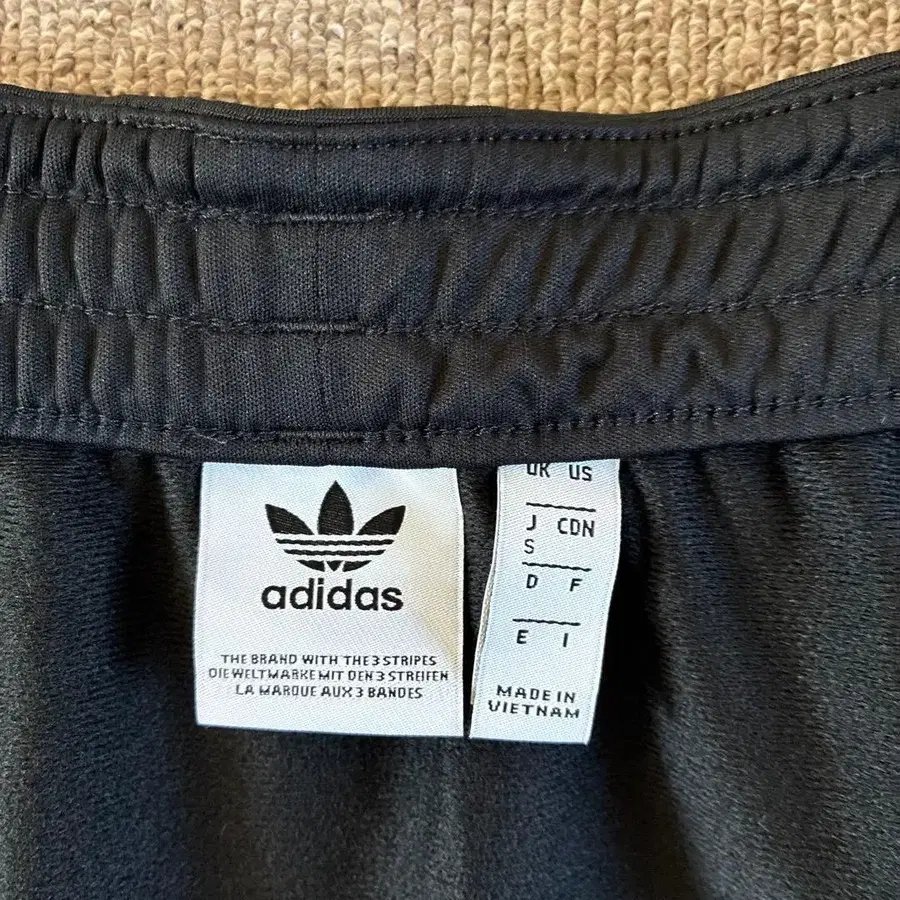 adidas
THE BRAND WITH THE 3 STRIPES
DIE WELTMARKE MIT DEN 3 STREIFEN
LA MARQUE AUX 3 BANDES
UK US
J CDN
S
D F
E I
MADE IN
VIETNAM